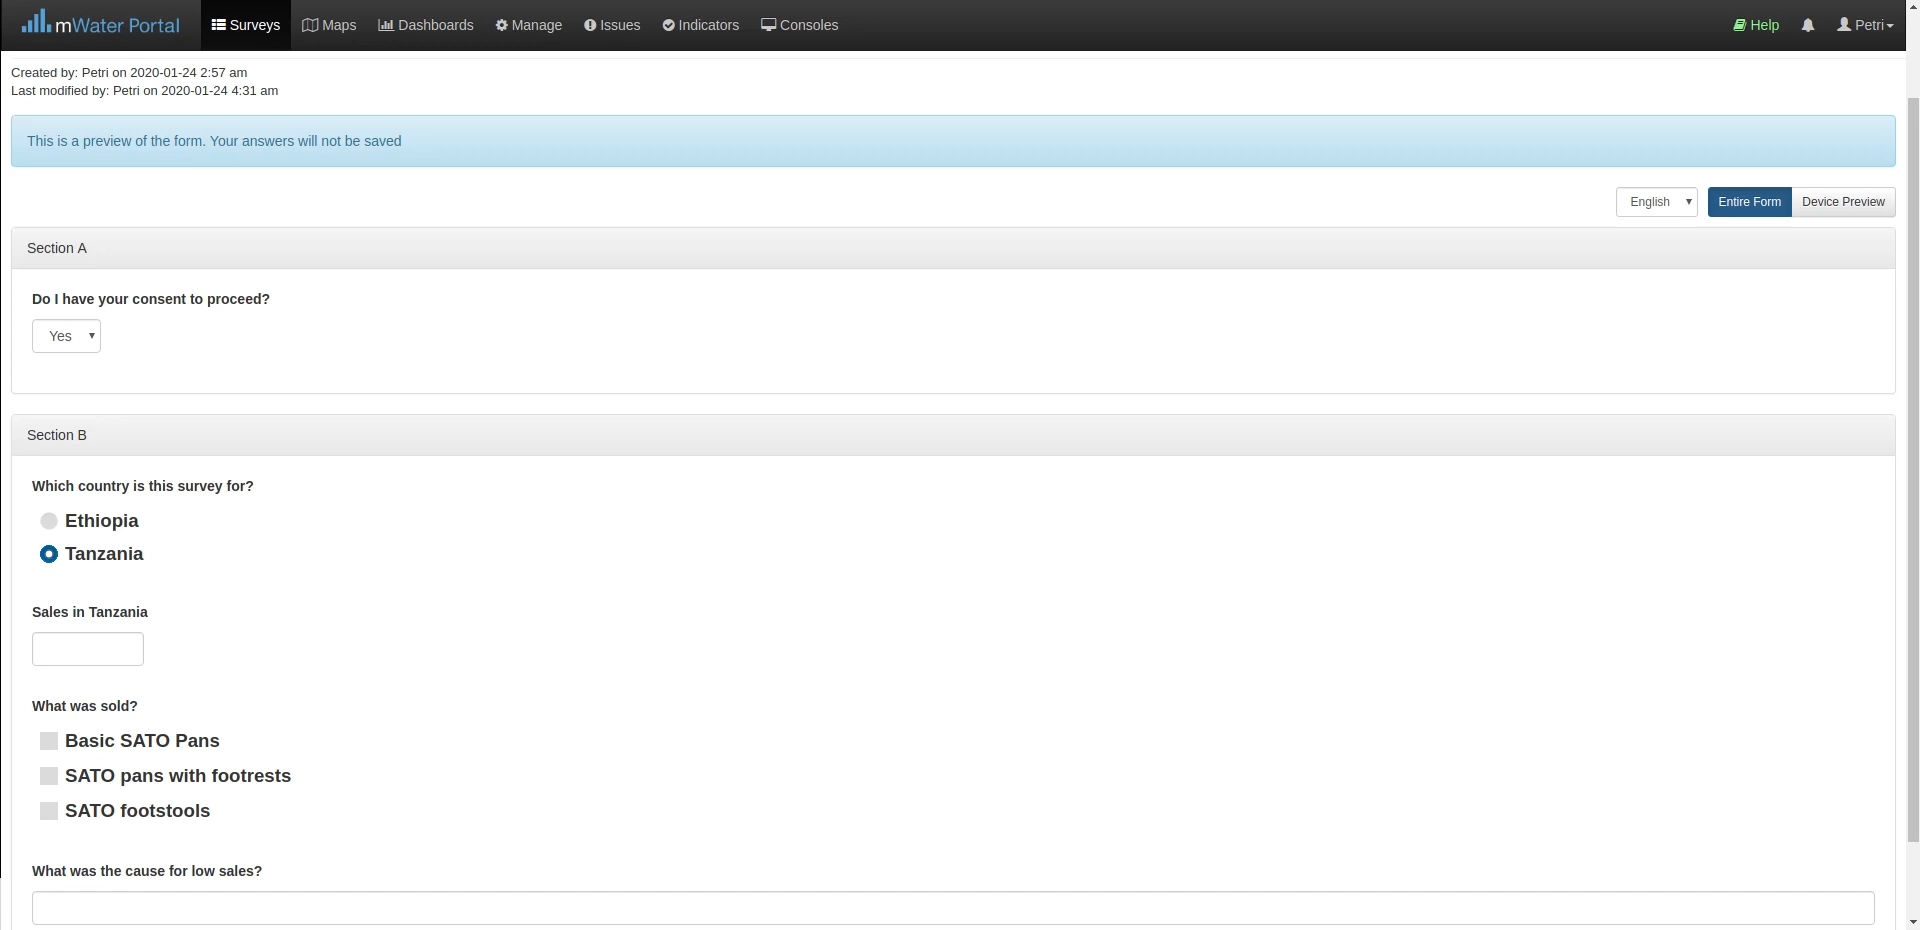 mWater Portal Surveys Maps Dashboards Manage Issues Indicators Consoles Help Petri
Created by: Petri on 2020-01-24 2:57 am
Last modified by: Petri on 2020-01-24 4:31 am
This is a preview of the form. Your answers will not be saved
English Entire Form Device Preview
Section A
Do I have your consent to proceed?
Yes
Section B
Which country is this survey for?
Ethiopia
Tanzania
Sales in Tanzania
What was sold?
Basic SATO Pans
SATO pans with footrests
SATO footstools
What was the cause for low sales?